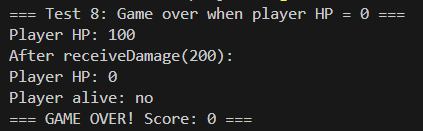 === Test 8: Game over when player HP = 0 ===
Player HP: 100
After receiveDamage(200):
Player HP: 0
Player alive: no
=== GAME OVER! Score: 0 ===